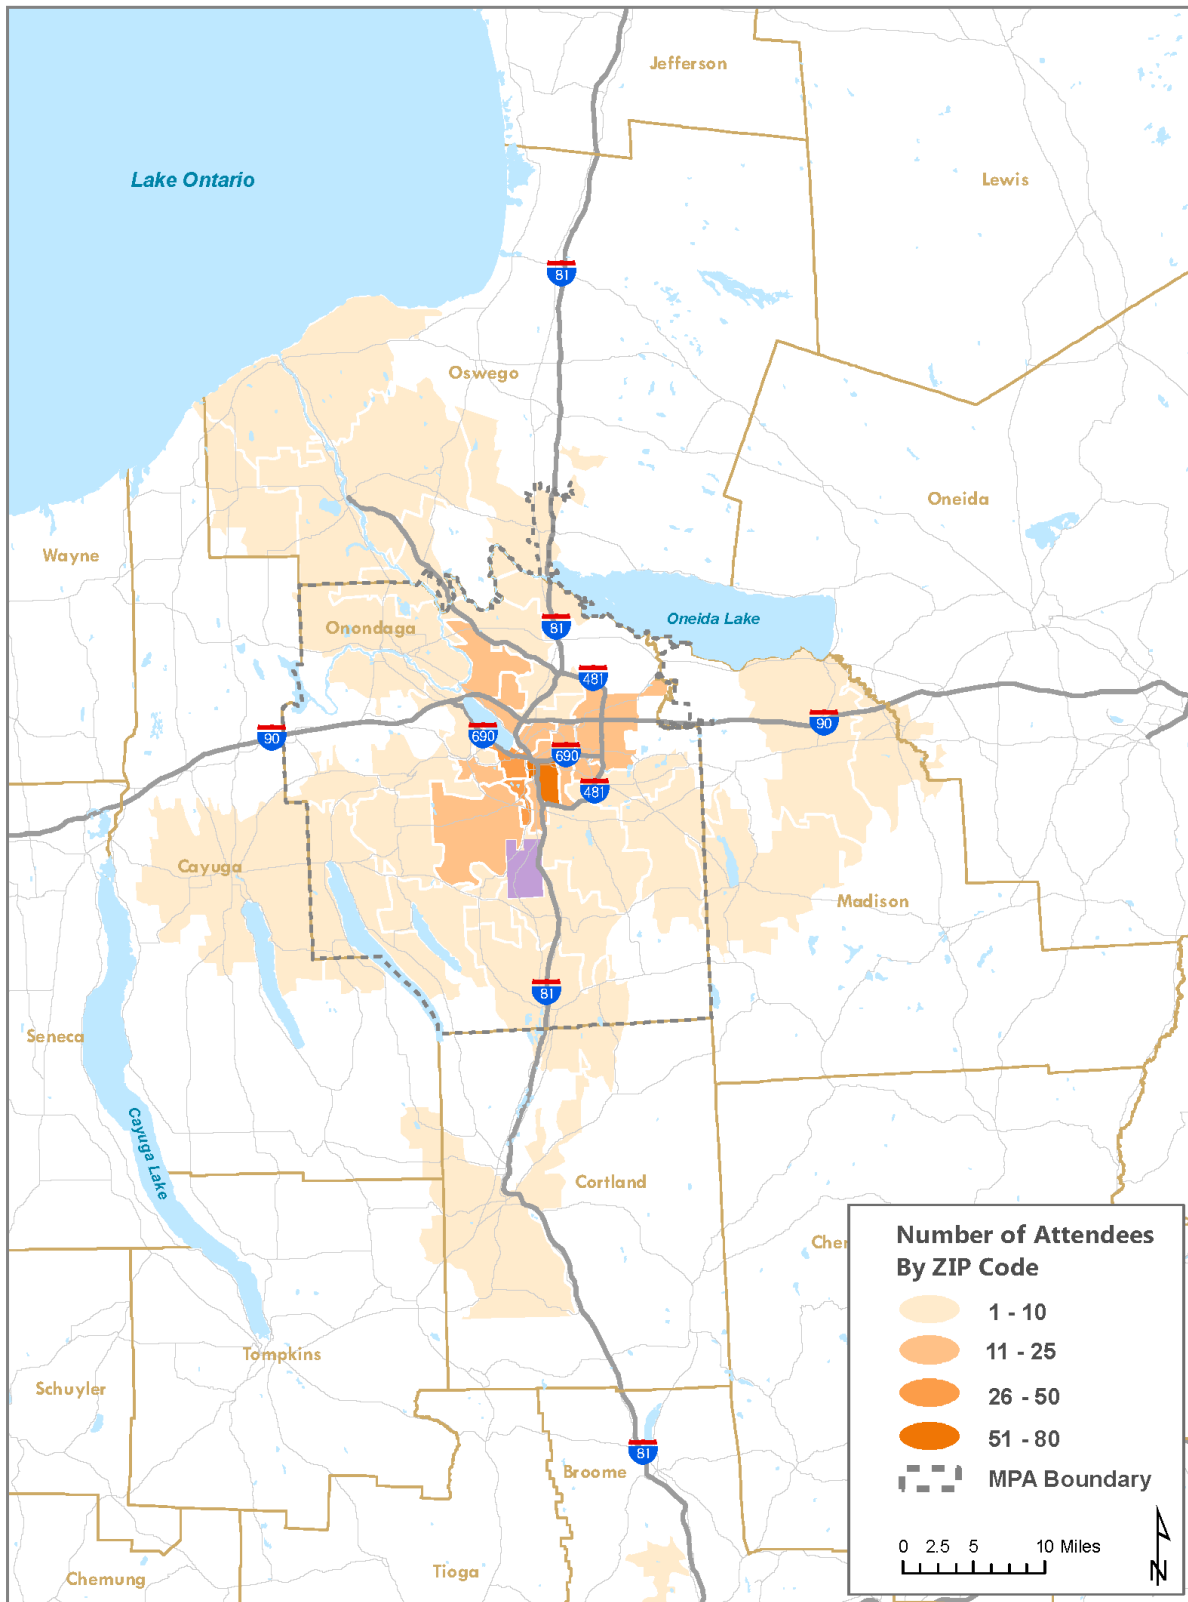 Jefferson
Lake Ontario
Lewis
81
Oswego
Oneida
Wayne
Onondaga
81
Oneida Lake
481
90
690
90
690
481
Cayuga
Madison
81
Seneca
Cayuga Lake
Cortland
Number of Attendees
By ZIP Code
Cher
1 - 10
11 - 25
26 - 50
51 - 80
MPA Boundary
0 2.5 5 10 Miles
N
Tompkins
Schuyler
81
Broome
Tioga
Chemung